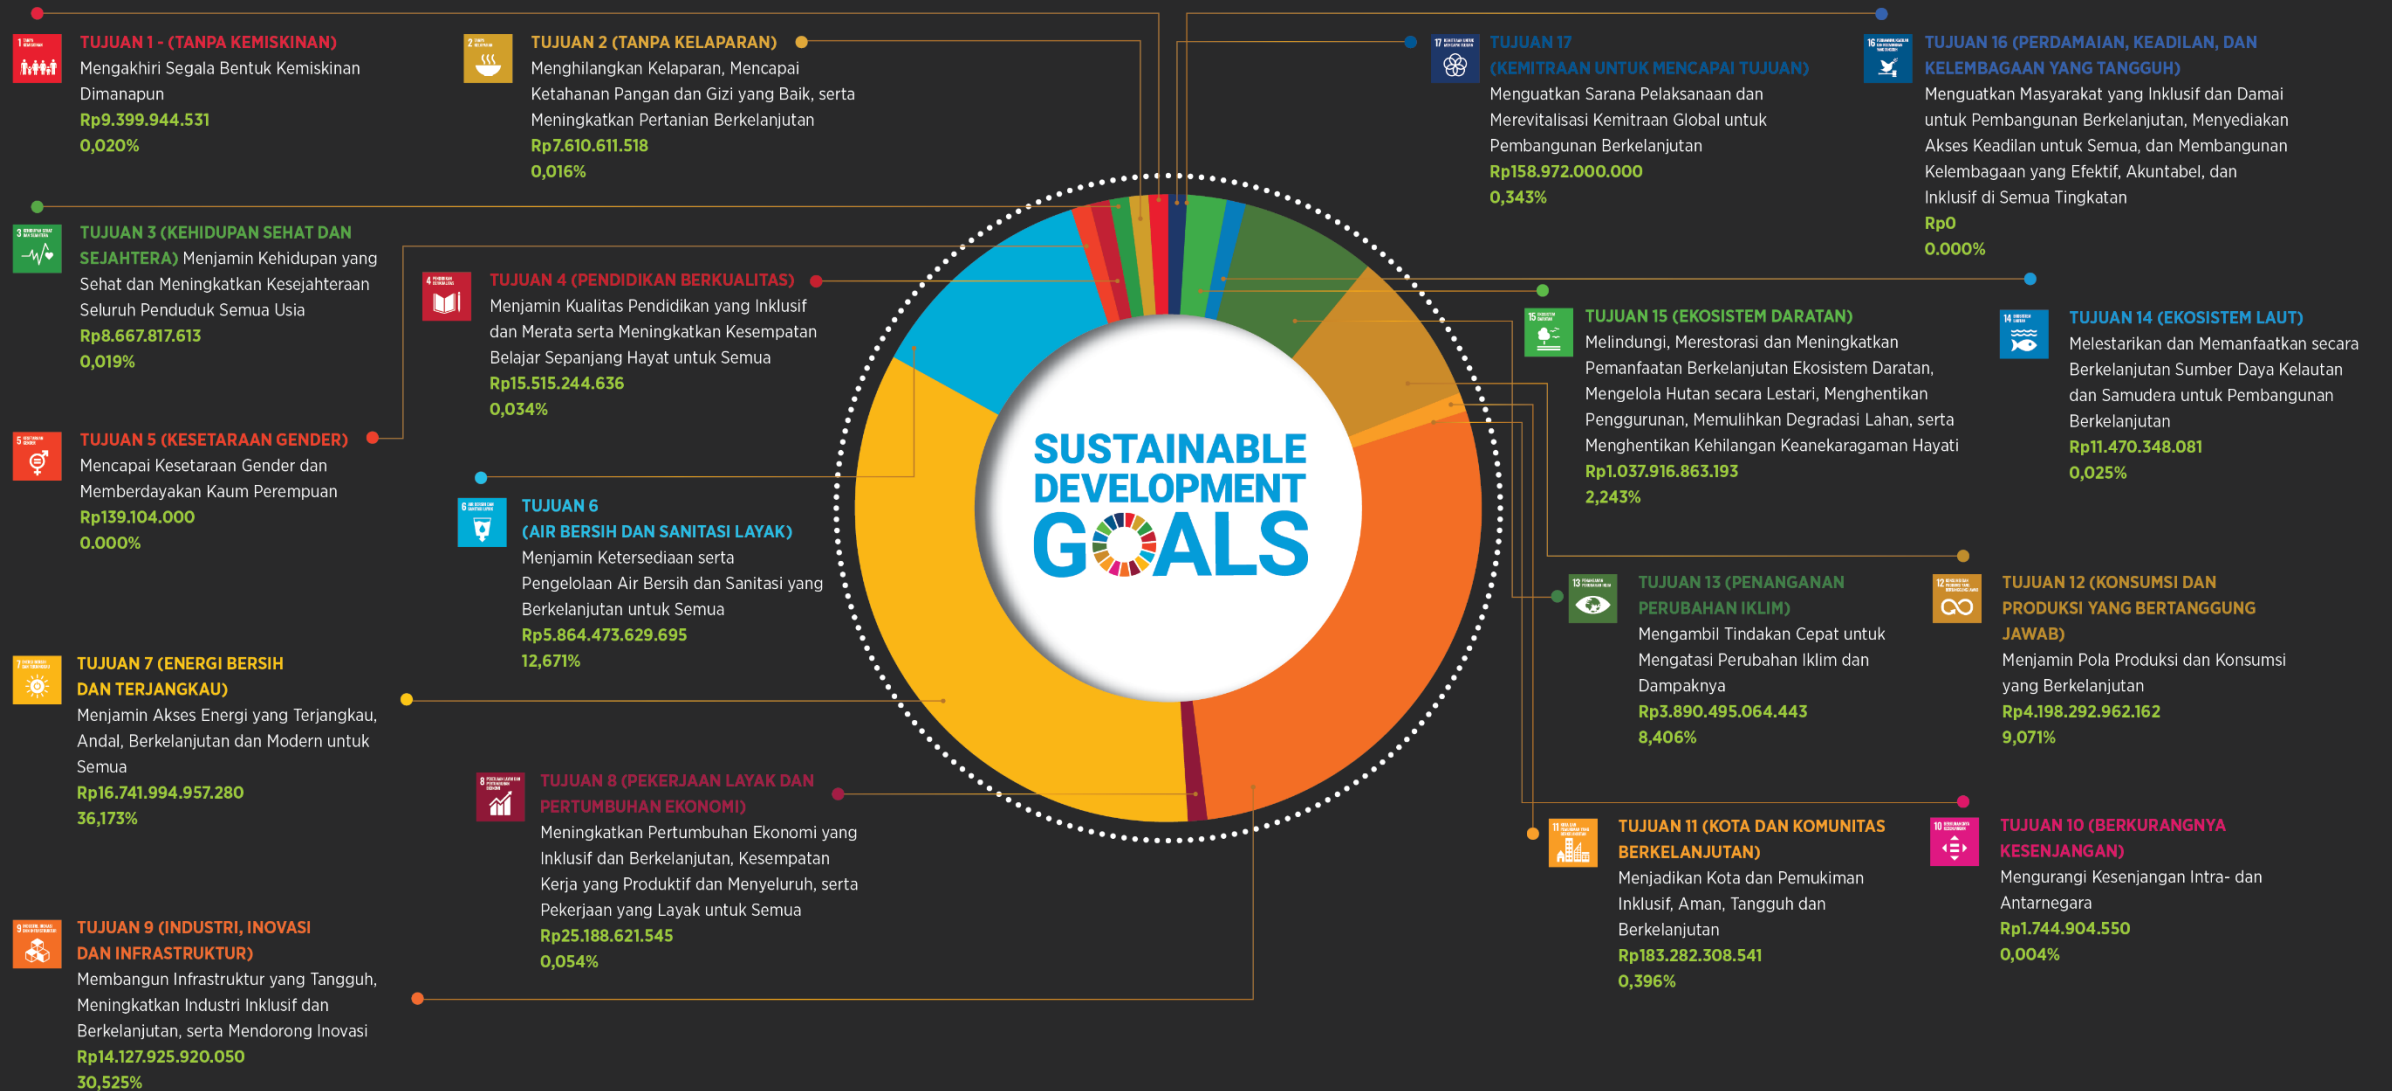 TUJUAN 1 - (TANPA KEMISKINAN)
Mengakhiri Segala Bentuk Kemiskinan
Dimanapun
Rp9.399.944.531
0,020%
TUJUAN 2 (TANPA KELAPARAN)
Menghilangkan Kelaparan, Mencapai
Ketahanan Pangan dan Gizi yang Baik, serta
Meningkatkan Pertanian Berkelanjutan
Rp7.610.611.518
0,016%
TUJUAN 17
(KEMITRAAN UNTUK MENCAPAI TUJUAN)
Menguatkan Sarana Pelaksanaan dan
Merevitalisasi Kemitraan Global untuk
Pembangunan Berkelanjutan
Rp158.972.000.000
0,343%
TUJUAN 16 (PERDAMAIAN, KEADILAN, DAN
KELEMBAGAAN YANG TANGGUH)
Menguatkan Masyarakat yang Inklusif dan Damai
untuk Pembangunan Berkelanjutan, Menyediakan
Akses Keadilan untuk Semua, dan Membangun
Kelembagaan yang Efektif, Akuntabel, dan
Inklusif di Semua Tingkatan
Rp0
0.000%
TUJUAN 3 (KEHIDUPAN SEHAT DAN
SEJAHTERA) Menjamin Kehidupan yang
Sehat dan Meningkatkan Kesejahteraan
Seluruh Penduduk Semua Usia
Rp8.667.817.613
0,019%
TUJUAN 4 (PENDIDIKAN BERKUALITAS)
Menjamin Kualitas Pendidikan yang Inklusif
dan Merata serta Meningkatkan Kesempatan
Belajar Sepanjang Hayat untuk Semua
Rp15.515.244.636
0,034%
TUJUAN 15 (EKOSISTEM DARATAN)
Melindungi, Merestorasi dan Meningkatkan
Pemanfaatan Berkelanjutan Ekosistem Daratan,
Mengelola Hutan secara Lestari, Menghentikan
Penggurunan, Memulihkan Degradasi Lahan, serta
Menghentikan Kehilangan Keanekaragaman Hayati
Rp1.037.916.863.193
2,243%
TUJUAN 14 (EKOSISTEM LAUT)
Melestarikan dan Memanfaatkan secara
Berkelanjutan Sumber Daya Kelautan
dan Samudera untuk Pembangunan
Berkelanjutan
Rp11.470.348.081
0,025%
TUJUAN 5 (KESETARAAN GENDER)
Mencapai Kesetaraan Gender dan
Memberdayakan Kaum Perempuan
Rp139.104.000
0.000%
SUSTAINABLE
DEVELOPMENT
GOALS
TUJUAN 6
(AIR BERSIH DAN SANITASI LAYAK)
Menjamin Ketersediaan serta
Pengelolaan Air Bersih dan Sanitasi yang
Berkelanjutan untuk Semua
Rp5.864.473.629.695
12,671%
TUJUAN 13 (PENANGANAN
PERUBAHAN IKLIM)
Mengambil Tindakan Cepat untuk
Mengatasi Perubahan Iklim dan
Dampaknya
Rp3.890.495.064.443
8,406%
TUJUAN 12 (KONSUMSI DAN
PRODUKSI YANG BERTANGGUNG
JAWAB)
Menjamin Pola Produksi dan Konsumsi
yang Berkelanjutan
Rp4.198.292.962.162
9,071%
TUJUAN 7 (ENERGI BERSIH
DAN TERJANGKAU)
Menjamin Akses Energi yang Terjangkau,
Andal, Berkelanjutan dan Modern untuk
Semua
Rp16.741.994.957.280
36,173%
TUJUAN 8 (PEKERJAAN LAYAK DAN
PERTUMBUHAN EKONOMI)
Meningkatkan Pertumbuhan Ekonomi yang
Inklusif dan Berkelanjutan, Kesempatan
Kerja yang Produktif dan Menyeluruh, serta
Pekerjaan yang Layak untuk Semua
Rp25.188.621.545
0,054%
TUJUAN 11 (KOTA DAN KOMUNITAS
BERKELANJUTAN)
Menjadikan Kota dan Pemukiman
Inklusif, Aman, Tangguh dan
Berkelanjutan
Rp183.282.308.541
0,396%
TUJUAN 10 (BERKURANGNYA
KESENJANGAN)
Mengurangi Kesenjangan Intra- dan
Antarnegara
Rp1.744.904.550
0,004%
TUJUAN 9 (INDUSTRI, INOVASI
DAN INFRASTRUKTUR)
Membangun Infrastruktur yang Tangguh,
Meningkatkan Industri Inklusif dan
Berkelanjutan, serta Mendorong Inovasi
Rp14.127.925.920.050
30,525%